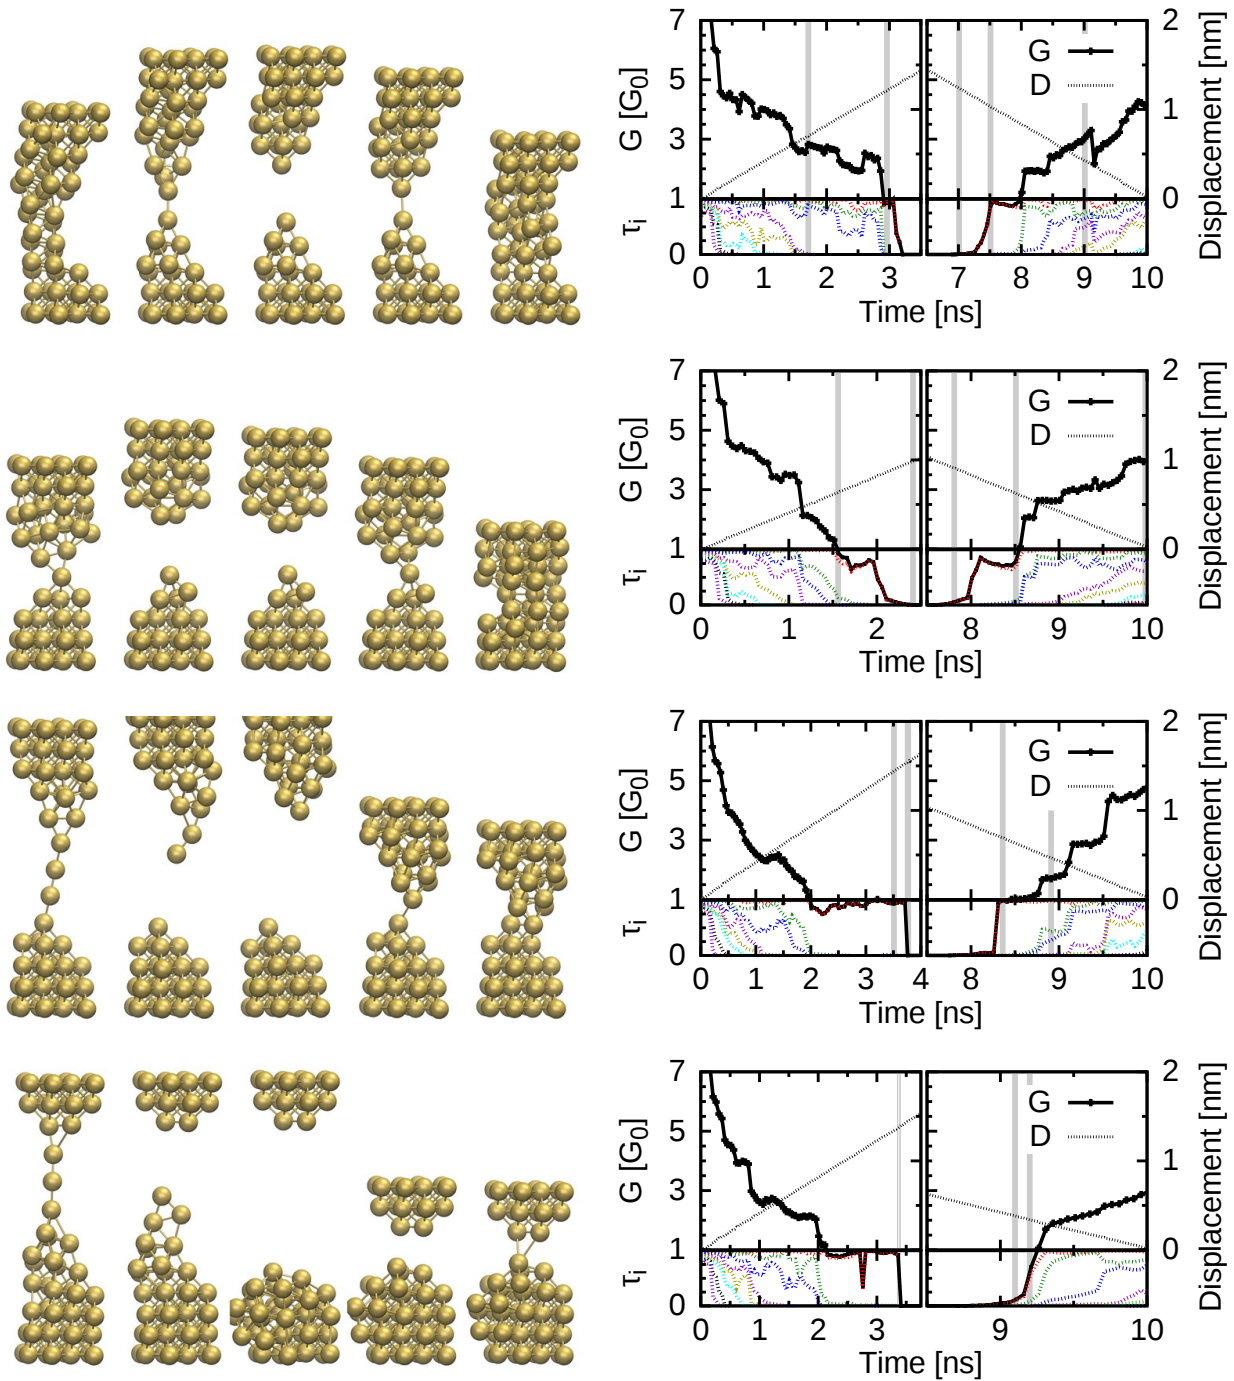 7 2
G
D
5
G [G₀]
1
3
1 0
τᵢ
0
0 1 2 3 7 8 9 10
Time [ns]
Displacement [nm]
7 2
G
D
5
G [G₀]
1
3
1 0
τᵢ
0
0 1 2 8 9 10
Time [ns]
Displacement [nm]
7 2
G
D
5
G [G₀]
1
3
1 0
τᵢ
0
0 1 2 3 4 8 9 10
Time [ns]
Displacement [nm]
7 2
G
D
5
G [G₀]
1
3
1 0
τᵢ
0
0 1 2 3 9 10
Time [ns]
Displacement [nm]